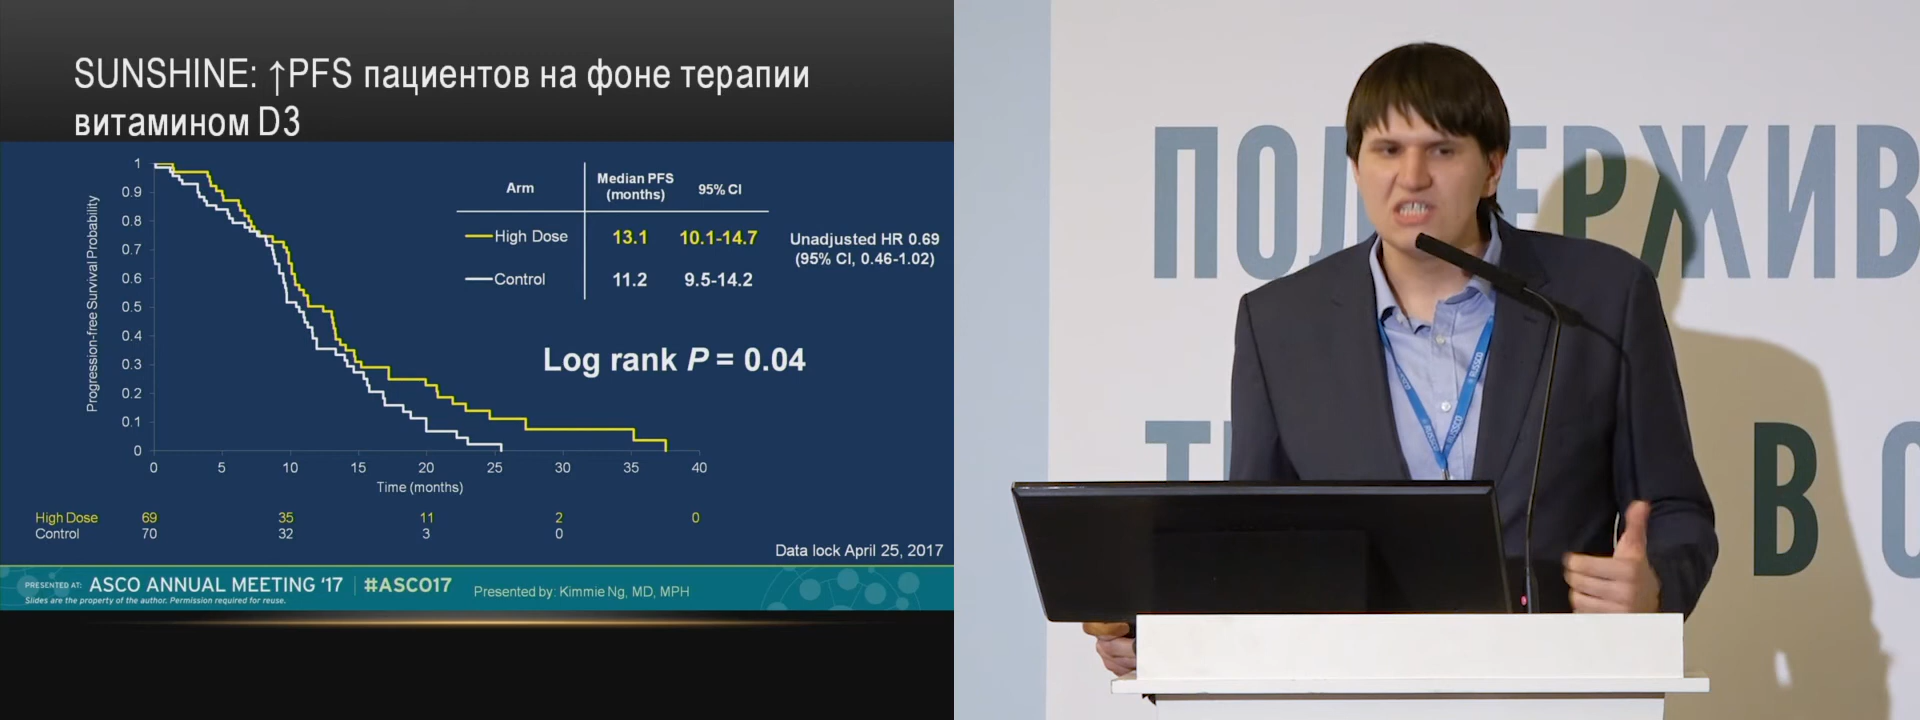 SUNSHINE: ↑PFS пациентов на фоне терапии
витамином D3
Progression-free Survival Probability
1
0.9
0.8
0.7
0.6
0.5
0.4
0.3
0.2
0.1
0
0 5 10 15 20 25 30 35 40
Time (months)
Arm Median PFS (months) 95% CI
High Dose 13.1 10.1-14.7
Control 11.2 9.5-14.2
Unadjusted HR 0.69
(95% CI, 0.46-1.02)
Log rank P = 0.04
High Dose 69 35 11 2 0
Control 70 32 3 0
Data lock April 25, 2017
PRESENTED AT: ASCO ANNUAL MEETING '17 | #ASCO17
Slides are the property of the author. Permission required for reuse.
Presented by: Kimmie Ng, MD, MPH
RUSSCO
RUSSCO
В